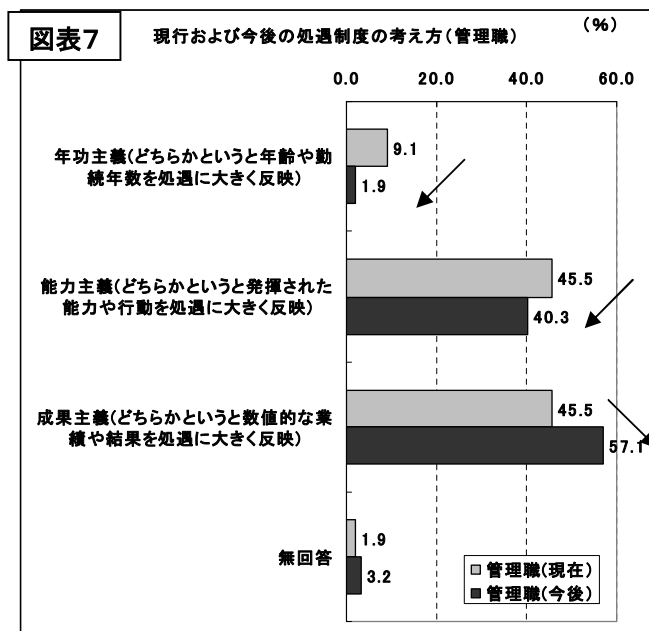 図表7
現行および今後の処遇制度の考え方(管理職)
(%)
0.0 20.0 40.0 60.0
年功主義(どちらかというと年齢や勤
続年数を処遇に大きく反映)
9.1
1.9
能力主義(どちらかというと発揮された
能力や行動を処遇に大きく反映)
45.5
40.3
成果主義(どちらかというと数値的な業
績や結果を処遇に大きく反映)
45.5
57.1
無回答
1.9
3.2
管理職(現在)
管理職(今後)